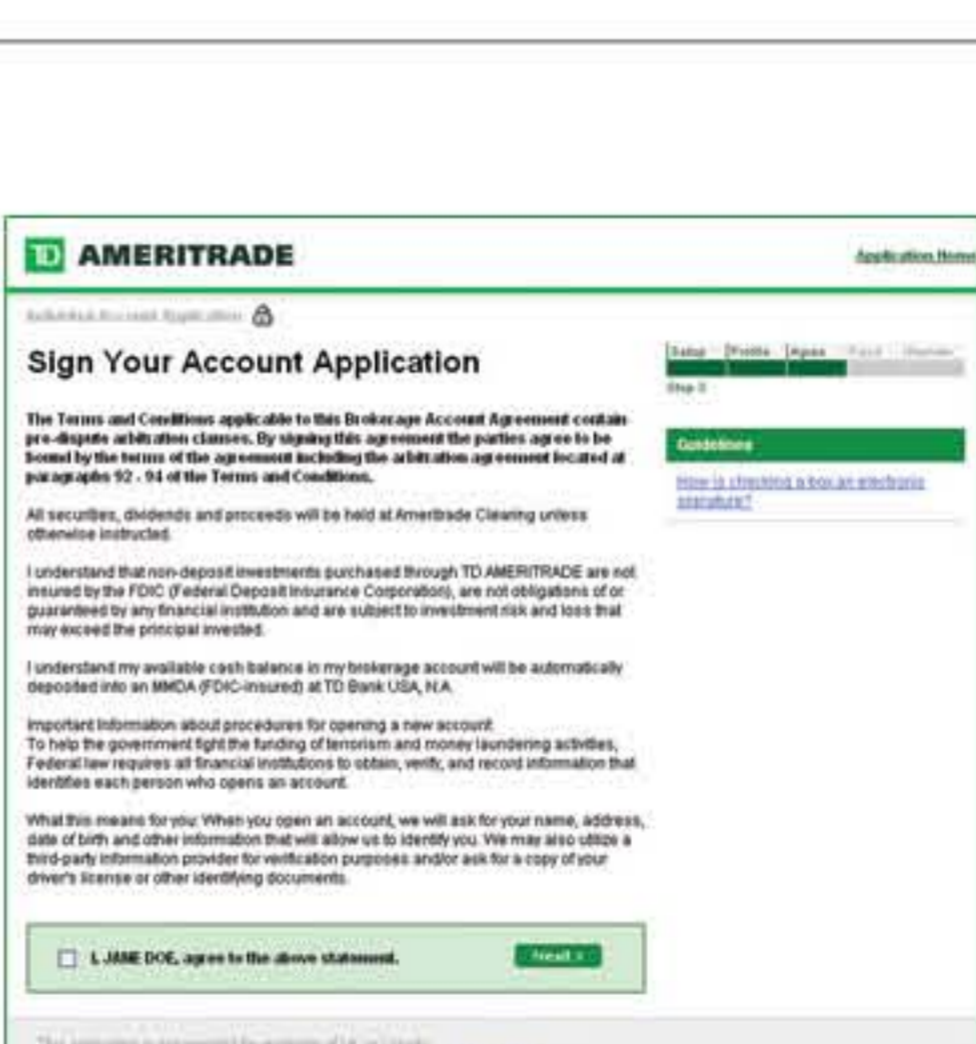 TD AMERITRADE
Application Home
Individual Account Application
Sign Your Account Application
Setup Profile Agree Fund
Step 3
The Terms and Conditions applicable to this Brokerage Account Agreement contain
pre-dispute arbitration clauses. By signing this agreement the parties agree to be
bound by the terms of the agreement including the arbitration agreement located at
paragraphs 92 - 94 of the Terms and Conditions.
Guidelines
How is checking a box an electronic
signature?
All securities, dividends and proceeds will be held at Ameritrade Clearing unless
otherwise instructed.
I understand that non-deposit investments purchased through TD AMERITRADE are not
insured by the FDIC (Federal Deposit Insurance Corporation), are not obligations of or
guaranteed by any financial institution and are subject to investment risk and loss that
may exceed the principal invested.
I understand my available cash balance in my brokerage account will be automatically
deposited into an MMDA (FDIC-insured) at TD Bank USA, N.A.
Important Information about procedures for opening a new account:
To help the government fight the funding of terrorism and money laundering activities,
Federal law requires all financial institutions to obtain, verify, and record information that
identifies each person who opens an account.
What this means for you: When you open an account, we will ask for your name, address,
date of birth and other information that will allow us to identify you. We may also utilize a
third-party information provider for verification purposes and/or ask for a copy of your
driver's license or other identifying documents.
I, JANE DOE, agree to the above statement.
Next >